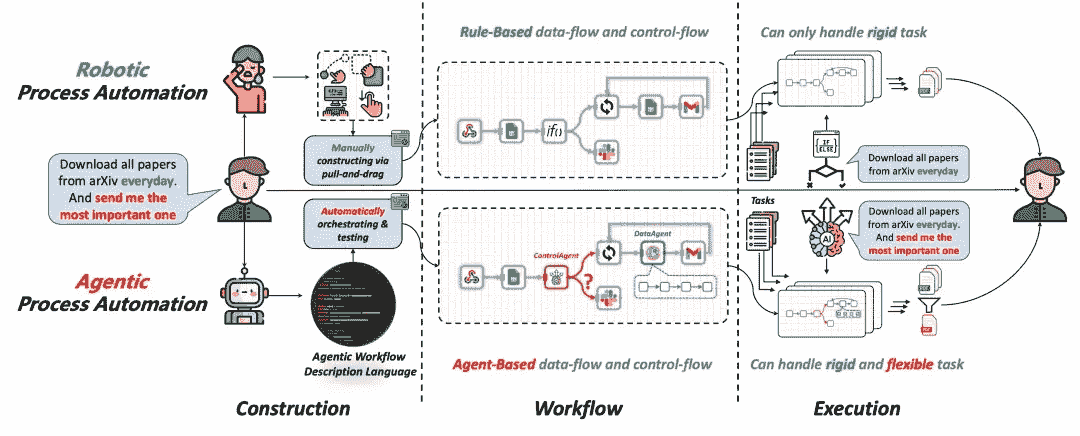 Rule-Based data-flow and control-flow
Can only handle rigid task
Robotic
Process Automation
</>
if()
IF
ELSE
PDF
Manually
constructing via
pull-and-drag
Download all papers
from arXiv everyday
Download all papers
from arXiv everyday.
And send me the
most important one
Automatically
orchestrating &
testing
Tasks
AI
Download all papers
from arXiv everyday.
And send me the
most important one
ControlAgent
DataAgent
?
Agentic
Process Automation
PDF
Agentic Workflow
Description Language
Agent-Based data-flow and control-flow
Can handle rigid and flexible task
Construction
Workflow
Execution